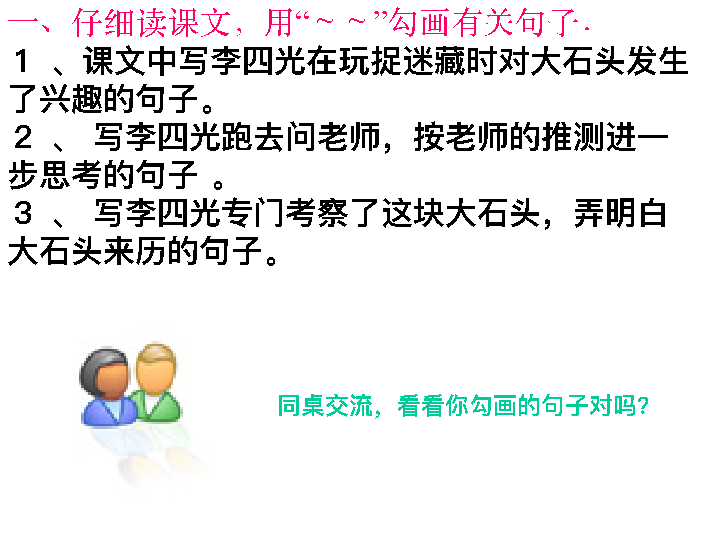 一、仔细读课文，用“～～”勾画有关句子.
１、课文中写李四光在玩捉迷藏时对大石头发生
了兴趣的句子。
２、 写李四光跑去问老师，按老师的推测进一
步思考的句子 。
３、 写李四光专门考察了这块大石头，弄明白
大石头来历的句子。
同桌交流，看看你勾画的句子对吗？